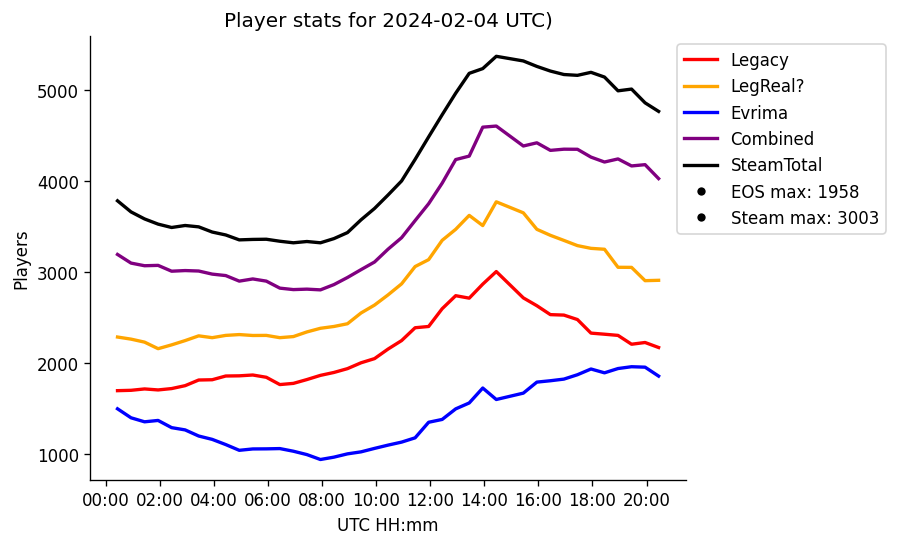 Player stats for 2024-02-04 UTC)
Legacy
LegReal?
Evrima
Combined
SteamTotal
EOS max: 1958
Steam max: 3003
Players
5000
4000
3000
2000
1000
00:00 02:00 04:00 06:00 08:00 10:00 12:00 14:00 16:00 18:00 20:00
UTC HH:mm